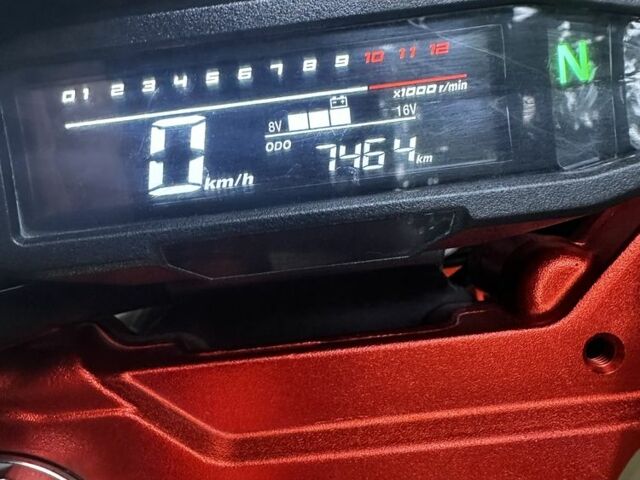 0 1 2 3 4 5 6 7 8 9 10 11 12
x1000 r/min
N
8V 16V
ODO 7464 km
0 km/h